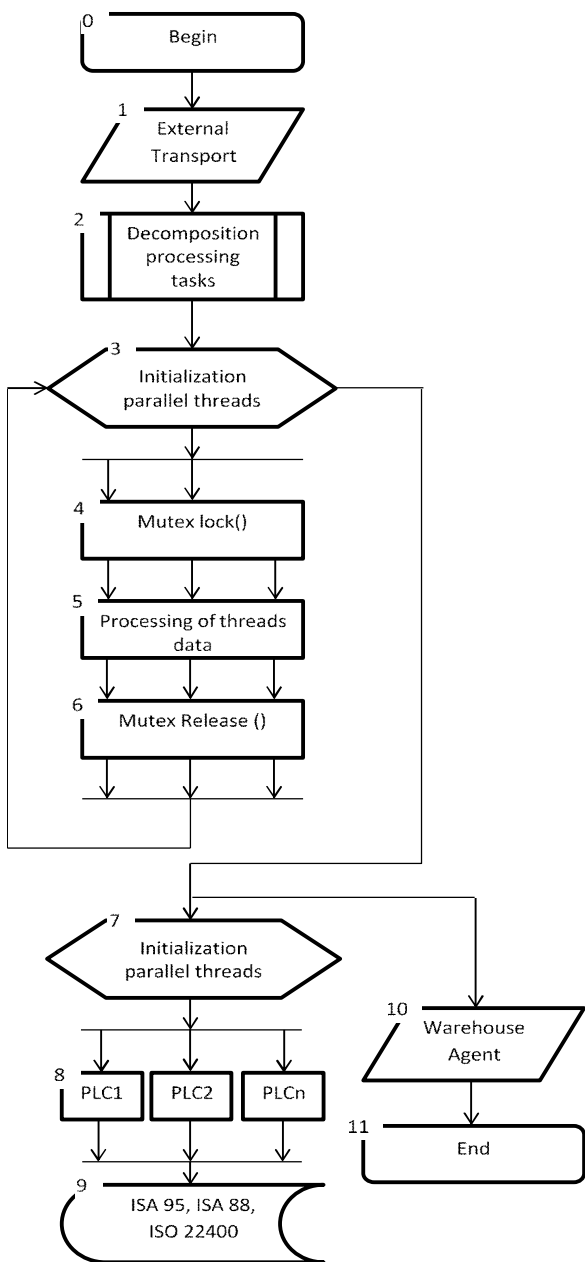 0
Begin
1
External
Transport
2
Decomposition
processing
tasks
3
Initialization
parallel threads
4
Mutex lock()
5
Processing of threads
data
6
Mutex Release ()
7
Initialization
parallel threads
8
PLC1 PLC2 PLCn
9
ISA 95, ISA 88,
ISO 22400
10
Warehouse
Agent
11
End